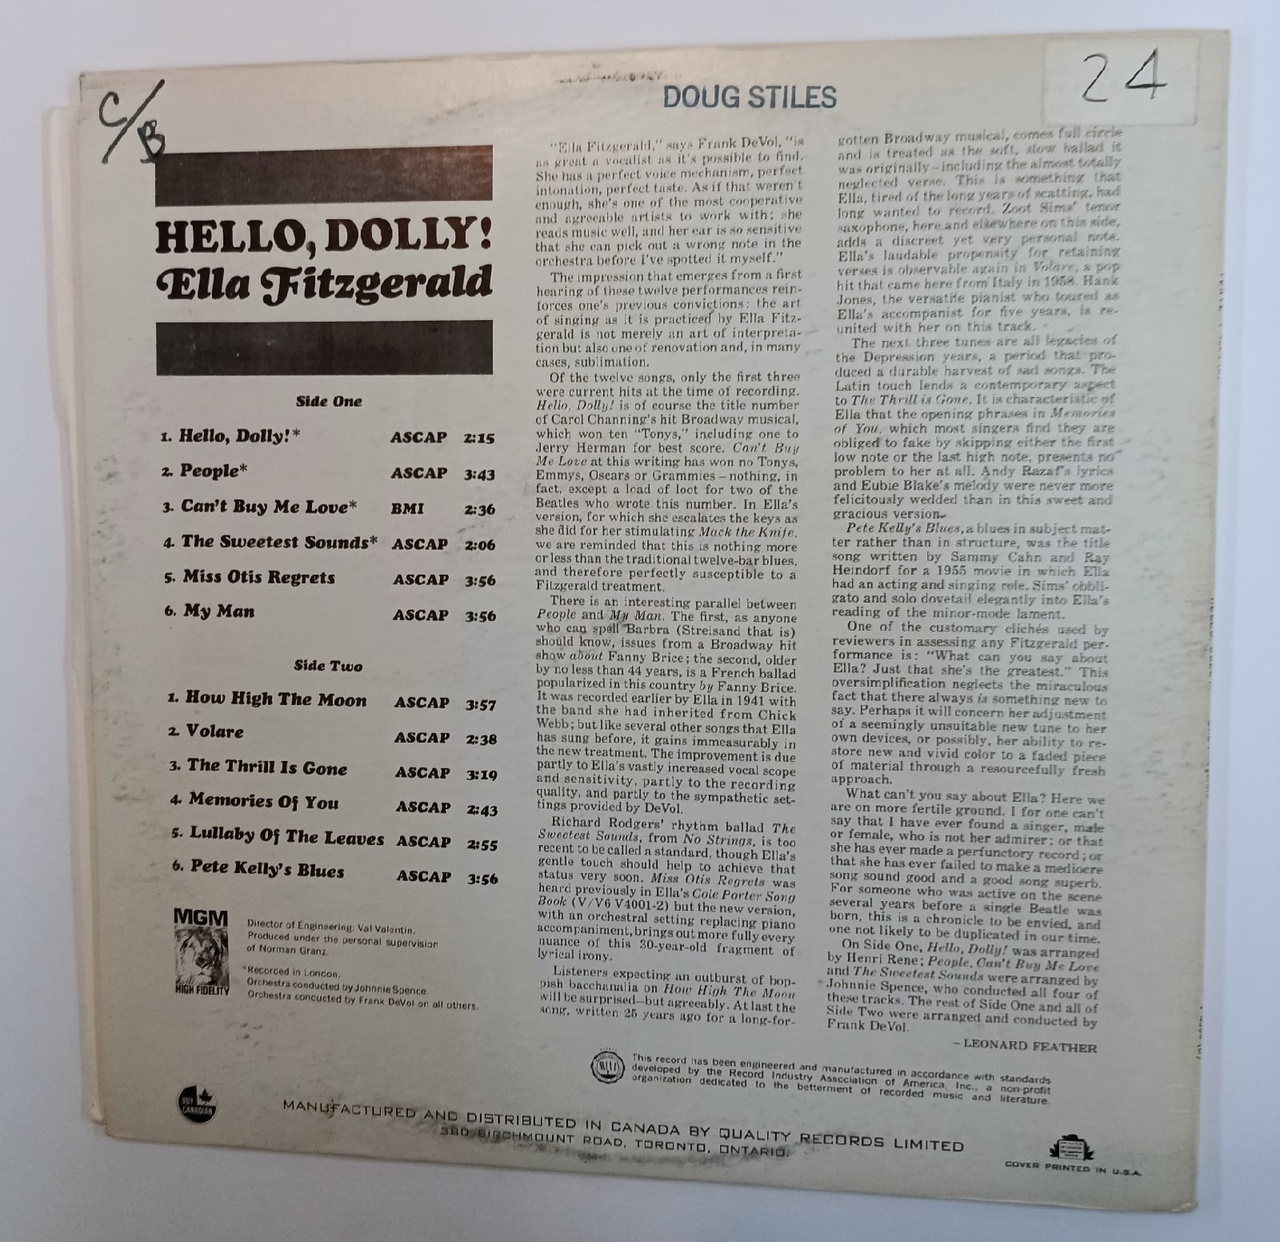 C/B
DOUG STILES
24
HELLO, DOLLY!
Ella Fitzgerald
Side One
1. Hello, Dolly!* ASCAP 2:15
2. People* ASCAP 3:43
3. Can't Buy Me Love* BMI 2:36
4. The Sweetest Sounds* ASCAP 2:06
5. Miss Otis Regrets ASCAP 3:56
6. My Man ASCAP 3:56
Side Two
1. How High The Moon ASCAP 3:57
2. Volare ASCAP 2:38
3. The Thrill Is Gone ASCAP 3:19
4. Memories Of You ASCAP 2:43
5. Lullaby Of The Leaves ASCAP 2:55
6. Pete Kelly's Blues ASCAP 3:56
MGM
HIGH FIDELITY
Director of Engineering: Val Valentin.
Produced under the personal supervision
of Norman Granz.
*Recorded in London.
Orchestra conducted by Johnnie Spence.
Orchestra concucted by Frank DeVol on all others.
"Ella Fitzgerald," says Frank DeVol, "is
as great a vocalist as it's possible to find.
She has a perfect voice mechanism, perfect
intonation, perfect taste. As if that weren't
enough, she's one of the most cooperative
and agreeable artists to work with; she
reads music well, and her ear is so sensitive
that she can pick out a wrong note in the
orchestra before I've spotted it myself."
The impression that emerges from a first
hearing of these twelve performances rein-
forces one's previous convictions: the art
of singing as it is practiced by Ella Fitz-
gerald is not merely an art of interpreta-
tion but also one of renovation and, in many
cases, sublimation.
Of the twelve songs, only the first three
were current hits at the time of recording.
Hello, Dolly! is of course the title number
of Carol Channing's hit Broadway musical,
which won ten "Tonys," including one to
Jerry Herman for best score. Can't Buy
Me Love at this writing has won no Tonys,
Emmys, Oscars or Grammies – nothing, in
fact, except a load of loot for two of the
Beatles who wrote this number. In Ella's
version, for which she escalates the keys as
she did for her stimulating Mack the Knife,
we are reminded that this is nothing more
or less than the traditional twelve-bar blues,
and therefore perfectly susceptible to a
Fitzgerald treatment.
There is an interesting parallel between
People and My Man. The first, as anyone
who can spell Barbra (Streisand that is)
should know, issues from a Broadway hit
show about Fanny Brice; the second, older
by no less than 44 years, is a French ballad
popularized in this country by Fanny Brice.
It was recorded earlier by Ella in 1941 with
the band she had inherited from Chick
Webb; but like several other songs that Ella
has sung before, it gains immeasurably in
the new treatment. The improvement is due
partly to Ella's vastly increased vocal scope
and sensitivity, partly to the recording
quality, and partly to the sympathetic set-
tings provided by DeVol.
Richard Rodgers' rhythm ballad The
Sweetest Sounds, from No Strings, is too
recent to be called a standard, though Ella's
gentle touch should help to achieve that
status very soon. Miss Otis Regrets was
heard previously in Ella's Cole Porter Song
Book (V/V6 V4001-2) but the new version,
with an orchestral setting replacing piano
accompaniment, brings out more fully every
nuance of this 30-year-old fragment of
lyrical irony.
Listeners expecting an outburst of bop-
pish bacchanalia on How High The Moon
will be surprised—but agreeably. At last the
song, written 25 years ago for a long-for-
gotten Broadway musical, comes full circle
and is treated as the soft, slow ballad it
was originally – including the almost totally
neglected verse. This is something that
Ella, tired of the long years of scatting, had
long wanted to record. Zoot Sims' tenor
saxophone, here and elsewhere on this side,
adds a discreet yet very personal note.
Ella's laudable propensity for retaining
verses is observable again in Volare, a pop
hit that came here from Italy in 1958. Hank
Jones, the versatile pianist who toured as
Ella's accompanist for five years, is re-
united with her on this track.
The next three tunes are all legacies of
the Depression years, a period that pro-
duced a durable harvest of sad songs. The
Latin touch lends a contemporary aspect
to The Thrill is Gone. It is characteristic of
Ella that the opening phrases in Memories
of You, which most singers find they are
obliged to fake by skipping either the first
low note or the last high note, presents no
problem to her at all. Andy Razaf's lyrics
and Eubie Blake's melody were never more
felicitously wedded than in this sweet and
gracious version.
Pete Kelly's Blues, a blues in subject mat-
ter rather than in structure, was the title
song written by Sammy Cahn and Ray
Heindorf for a 1955 movie in which Ella
had an acting and singing role. Sims' obbli-
gato and solo dovetail elegantly into Ella's
reading of the minor-mode lament.
One of the customary clichés used by
reviewers in assessing any Fitzgerald per-
formance is: "What can you say about
Ella? Just that she's the greatest." This
oversimplification neglects the miraculous
fact that there always is something new to
say. Perhaps it will concern her adjustment
of a seemingly unsuitable new tune to her
own devices, or possibly, her ability to re-
store new and vivid color to a faded piece
of material through a resourcefully fresh
approach.
What can't you say about Ella? Here we
are on more fertile ground. I for one can't
say that I have ever found a singer, male
or female, who is not her admirer; or that
she has ever made a perfunctory record; or
that she has ever failed to make a mediocre
song sound good and a good song superb.
For someone who was active on the scene
several years before a single Beatle was
born, this is a chronicle to be envied, and
one not likely to be duplicated in our time.
On Side One, Hello, Dolly! was arranged
by Henri Rene; People, Can't Buy Me Love
and The Sweetest Sounds were arranged by
Johnnie Spence, who conducted all four of
these tracks. The rest of Side One and all of
Side Two were arranged and conducted by
Frank DeVol.
– LEONARD FEATHER
This record has been engineered and manufactured in accordance with standards
developed by the Record Industry Association of America, Inc., a non-profit
organization dedicated to the betterment of recorded music and literature.
BUY CANADIAN
MANUFACTURED AND DISTRIBUTED IN CANADA BY QUALITY RECORDS LIMITED
380 BIRCHMOUNT ROAD, TORONTO, ONTARIO.
COVER PRINTED IN U.S.A.